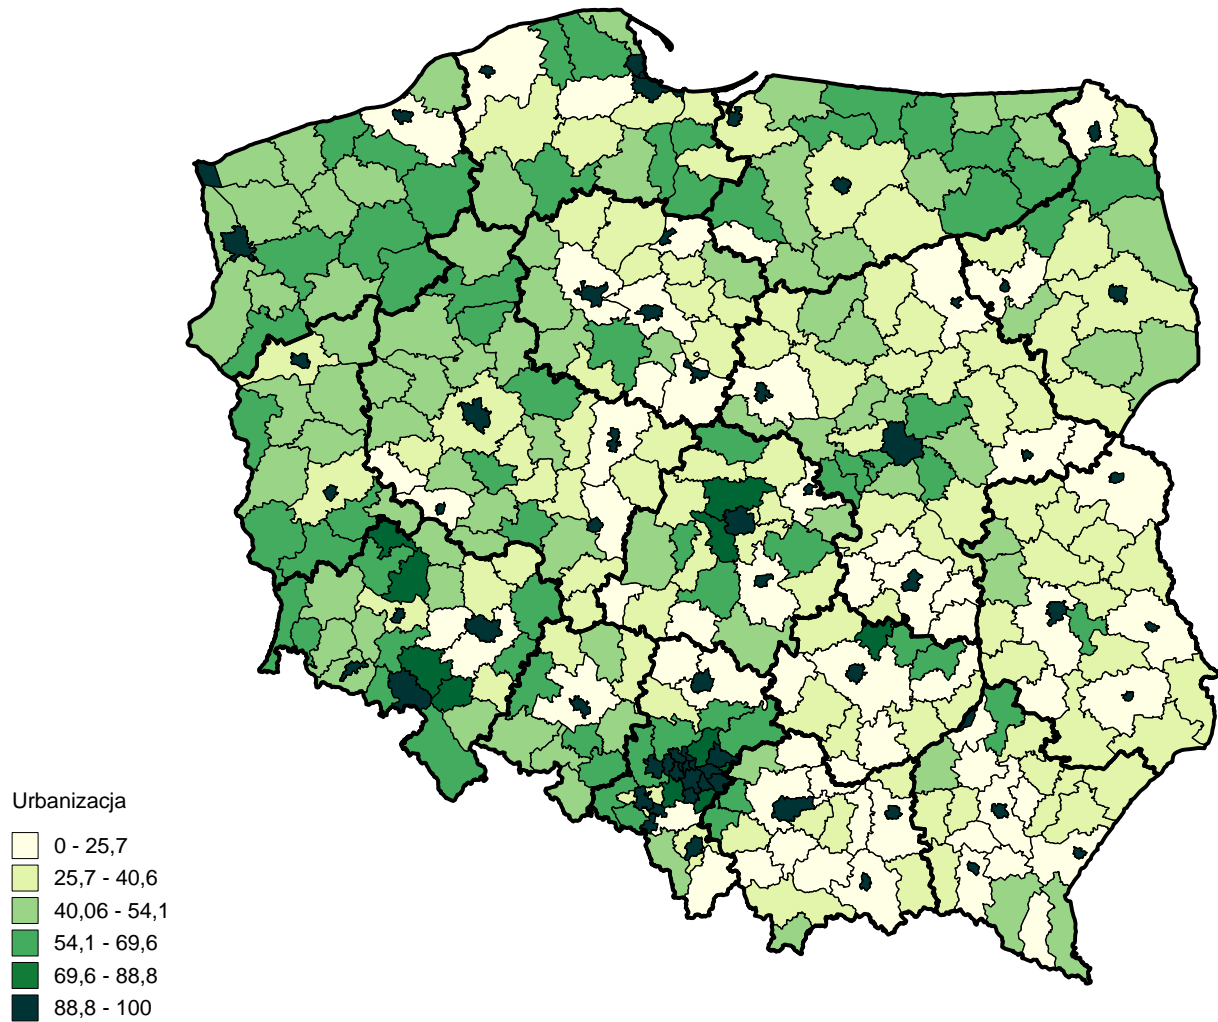 Urbanizacja
0 - 25,7
25,7 - 40,6
40,06 - 54,1
54,1 - 69,6
69,6 - 88,8
88,8 - 100